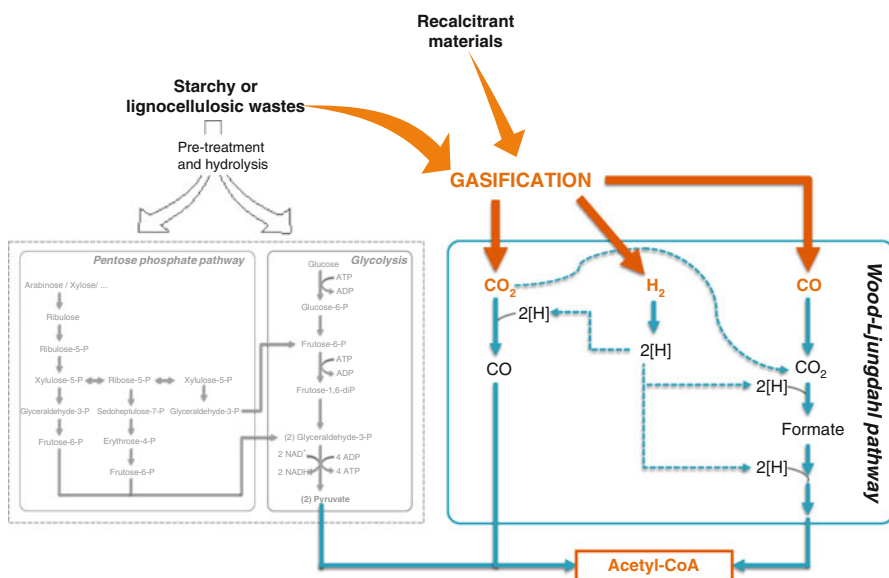 Recalcitrant
materials
Starchy or
lignocellulosic wastes
Pre-treatment
and hydrolysis
GASIFICATION
Pentose phosphate pathway
Glycolysis
Wood-Ljungdahl pathway
Arabinose / Xylose/ ...
Ribulose
Ribulose-5-P
Xylulose-5-P
Ribose-5-P
Xylulose-5-P
Glyceraldehyde-3-P
Sedoheptulose-7-P
Glyceraldehyde-3-P
Frutose-6-P
Erythrose-4-P
Frutose-6-P
Glucose
ATP
ADP
Glucose-6-P
Frutose-6-P
ATP
ADP
Frutose-1,6-diP
(2) Glyceraldehyde-3-P
2 NAD⁺
4 ADP
2 NADH
4 ATP
(2) Pyruvate
CO₂
H₂
CO
2[H]
2[H]
CO
CO₂
2[H]
Formate
2[H]
Acetyl-CoA